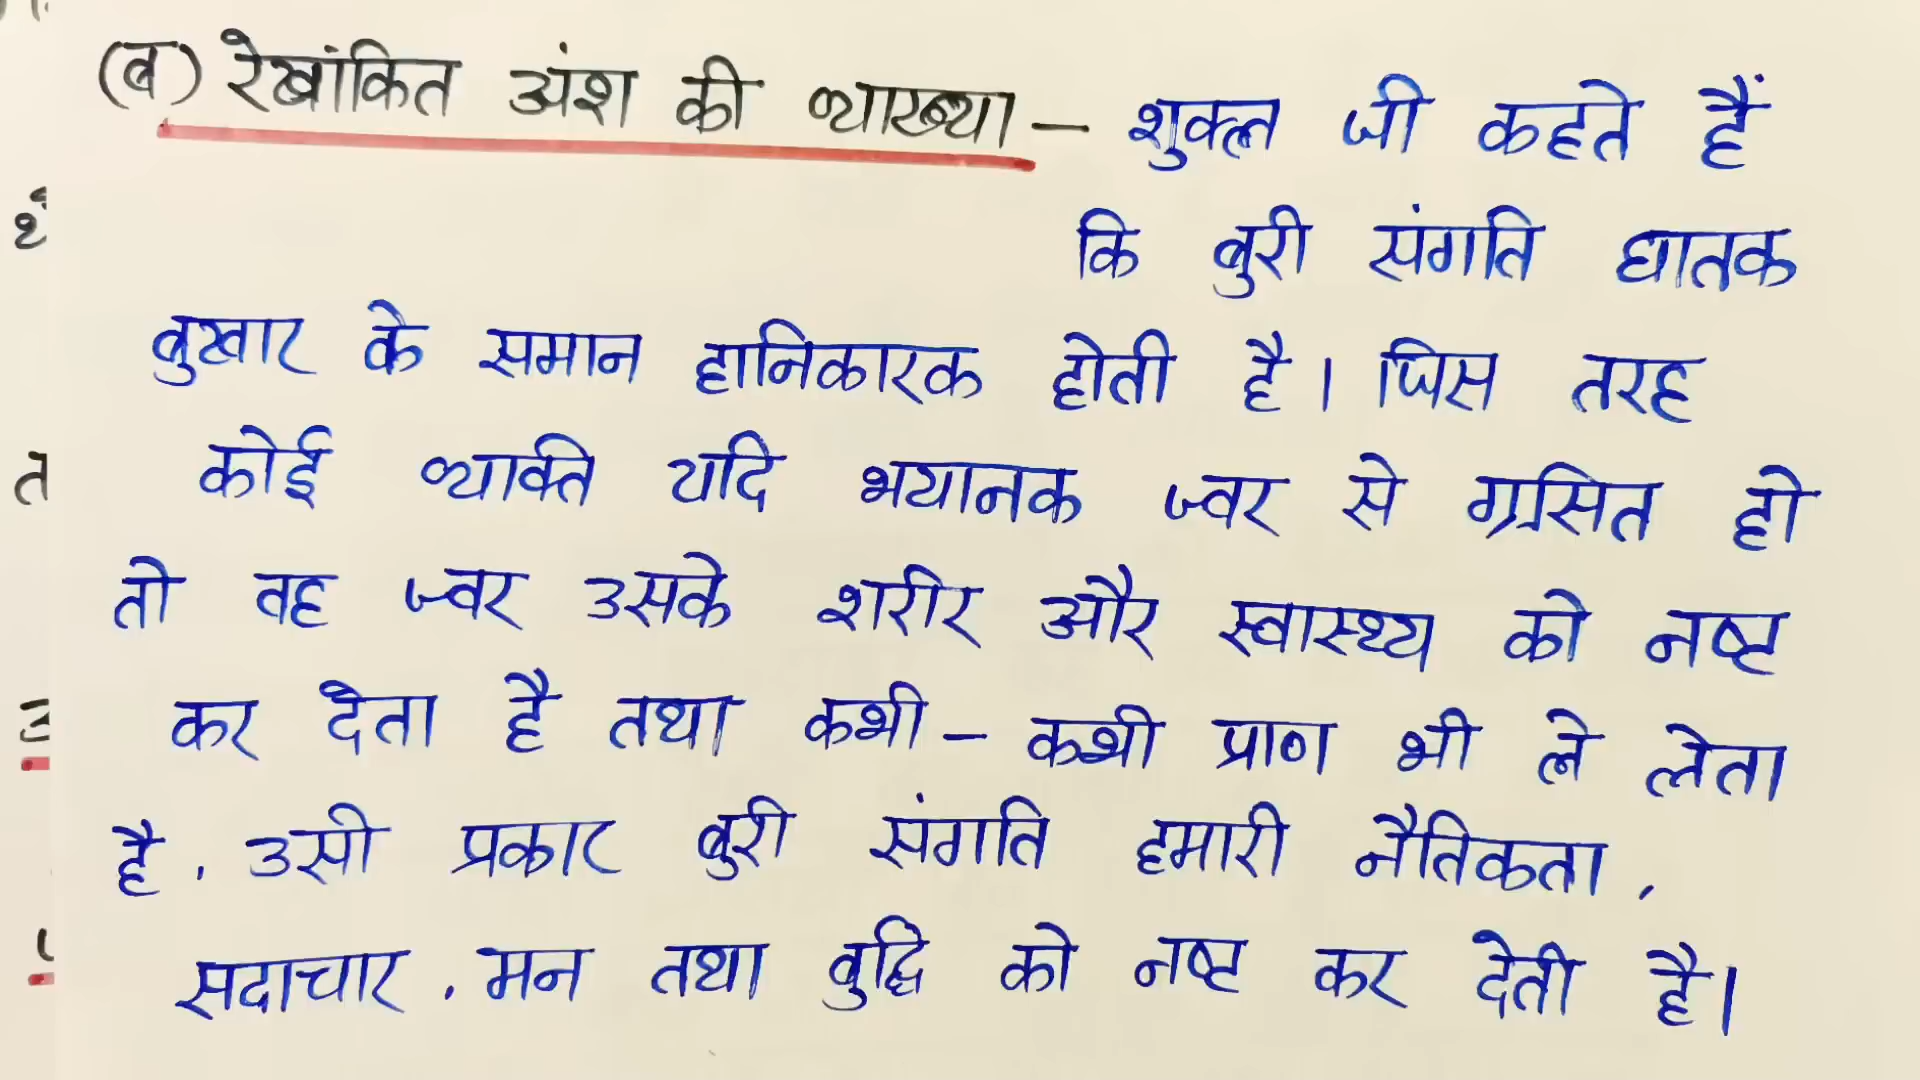 (ब) रेखांकित अंश की व्याख्या – शुक्ल जी कहते हैं
कि बुरी संगति घातक
बुखार के समान हानिकारक होती है। जिस तरह
कोई व्यक्ति यदि भयानक ज्वर से ग्रसित हो
तो वह ज्वर उसके शरीर और स्वास्थ्य को नष्ट
कर देता है तथा कभी – कभी प्राण भी ले लेता
है, उसी प्रकार बुरी संगति हमारी नैतिकता,
सदाचार, मन तथा बुद्धि को नष्ट कर देती है।